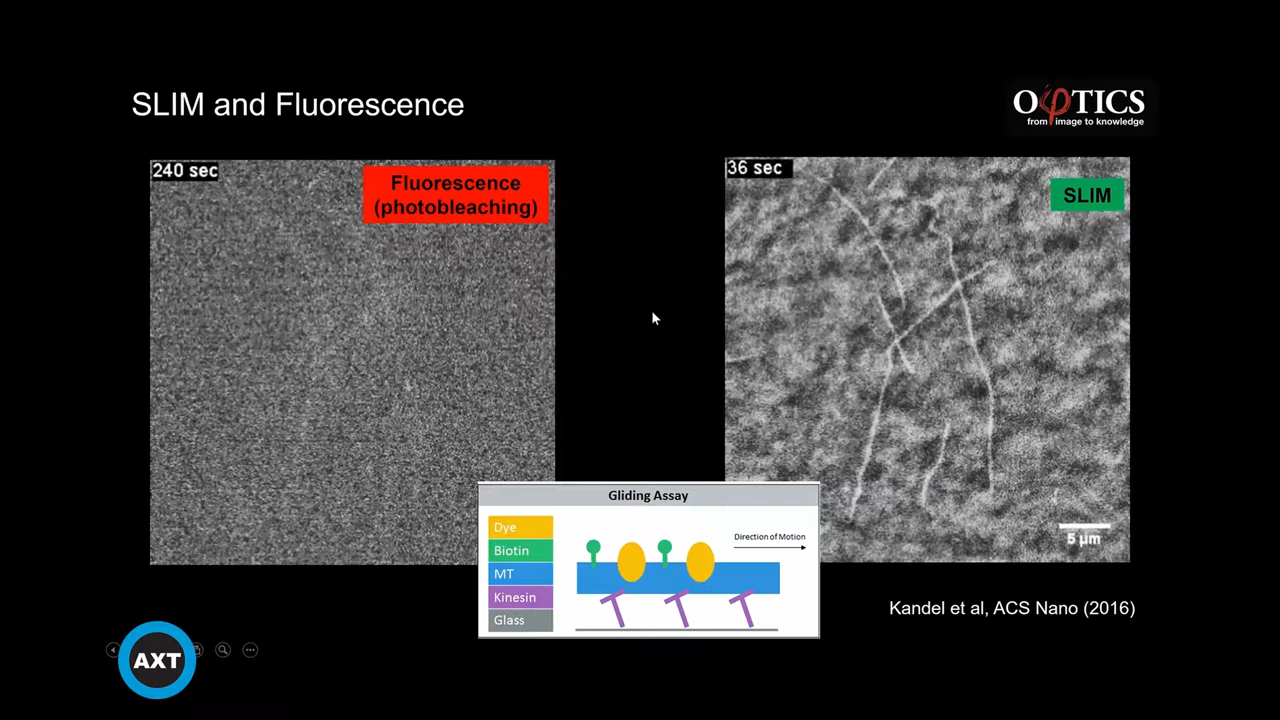 SLIM and Fluorescence
OφTICS
from image to knowledge
240 sec
Fluorescence
(photobleaching)
36 sec
SLIM
5 μm
Gliding Assay
Dye
Biotin
MT
Kinesin
Glass
Direction of Motion
Kandel et al, ACS Nano (2016)
AXT